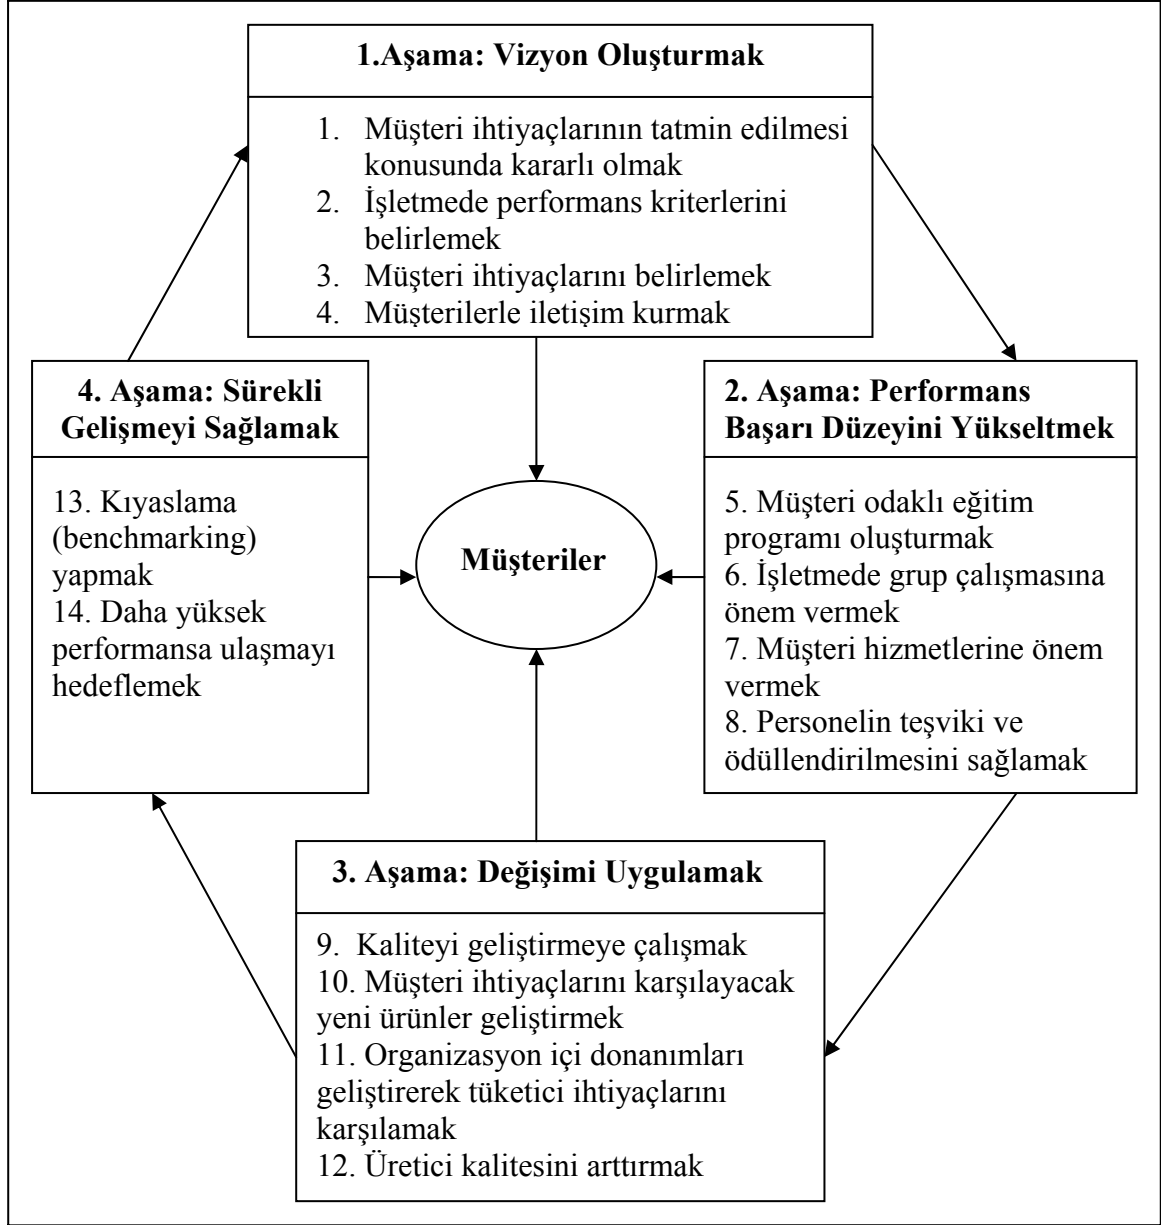 1.Aşama: Vizyon Oluşturmak
1. Müşteri ihtiyaçlarının tatmin edilmesi
konusunda kararlı olmak
2. İşletmede performans kriterlerini
belirlemek
3. Müşteri ihtiyaçlarını belirlemek
4. Müşterilerle iletişim kurmak
4. Aşama: Sürekli
Gelişmeyi Sağlamak
13. Kıyaslama
(benchmarking)
yapmak
14. Daha yüksek
performansa ulaşmayı
hedeflemek
Müşteriler
2. Aşama: Performans
Başarı Düzeyini Yükseltmek
5. Müşteri odaklı eğitim
programı oluşturmak
6. İşletmede grup çalışmasına
önem vermek
7. Müşteri hizmetlerine önem
vermek
8. Personelin teşviki ve
ödüllendirilmesini sağlamak
3. Aşama: Değişimi Uygulamak
9. Kaliteyi geliştirmeye çalışmak
10. Müşteri ihtiyaçlarını karşılayacak
yeni ürünler geliştirmek
11. Organizasyon içi donanımları
geliştirerek tüketici ihtiyaçlarını
karşılamak
12. Üretici kalitesini arttırmak